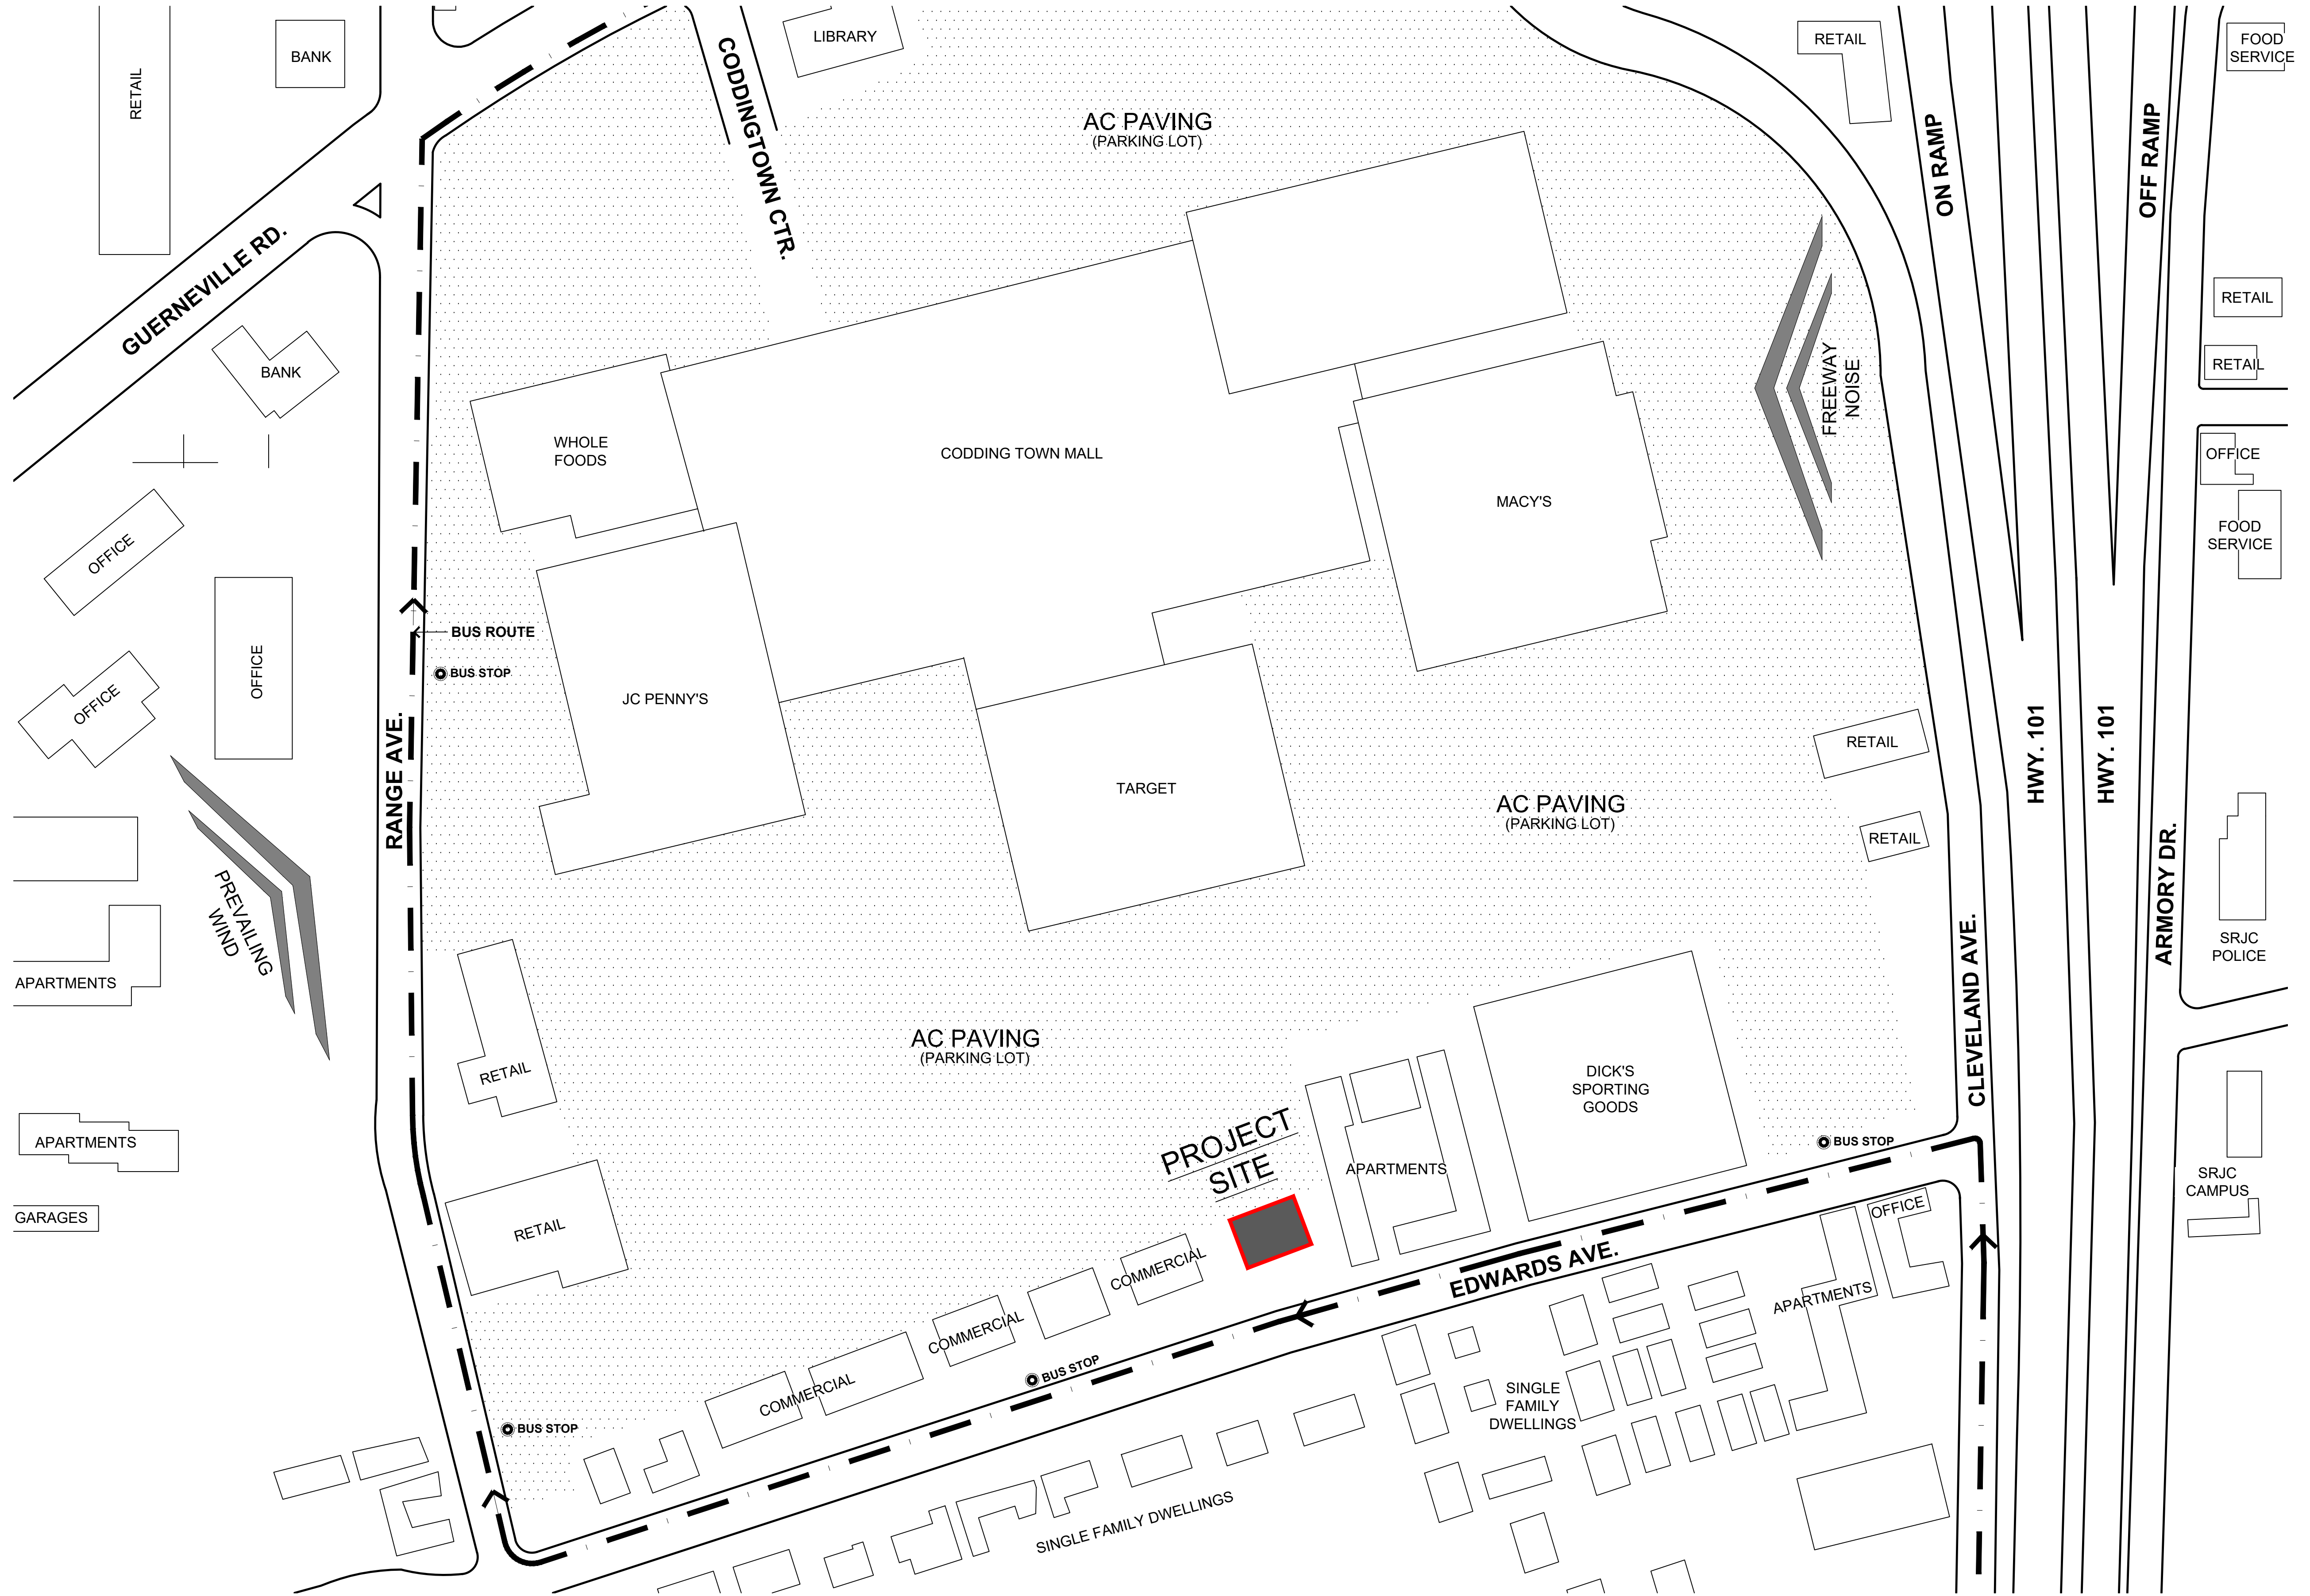 RETAIL
BANK
CODDINGTOWN CTR.
LIBRARY
AC PAVING
(PARKING LOT)
RETAIL
ON RAMP
OFF RAMP
FOOD
SERVICE
GUERNEVILLE RD.
BANK
RETAIL
RETAIL
FREEWAY
NOISE
WHOLE
FOODS
CODDING TOWN MALL
MACY'S
OFFICE
FOOD
SERVICE
OFFICE
OFFICE
OFFICE
BUS ROUTE
BUS STOP
JC PENNY'S
RANGE AVE.
TARGET
AC PAVING
(PARKING LOT)
RETAIL
RETAIL
HWY. 101
HWY. 101
ARMORY DR.
PREVAILING
WIND
APARTMENTS
SRJC
POLICE
CLEVELAND AVE.
AC PAVING
(PARKING LOT)
RETAIL
DICK'S
SPORTING
GOODS
PROJECT
SITE
APARTMENTS
BUS STOP
APARTMENTS
GARAGES
SRJC
CAMPUS
OFFICE
RETAIL
COMMERCIAL
EDWARDS AVE.
APARTMENTS
COMMERCIAL
COMMERCIAL
BUS STOP
BUS STOP
SINGLE
FAMILY
DWELLINGS
SINGLE FAMILY DWELLINGS